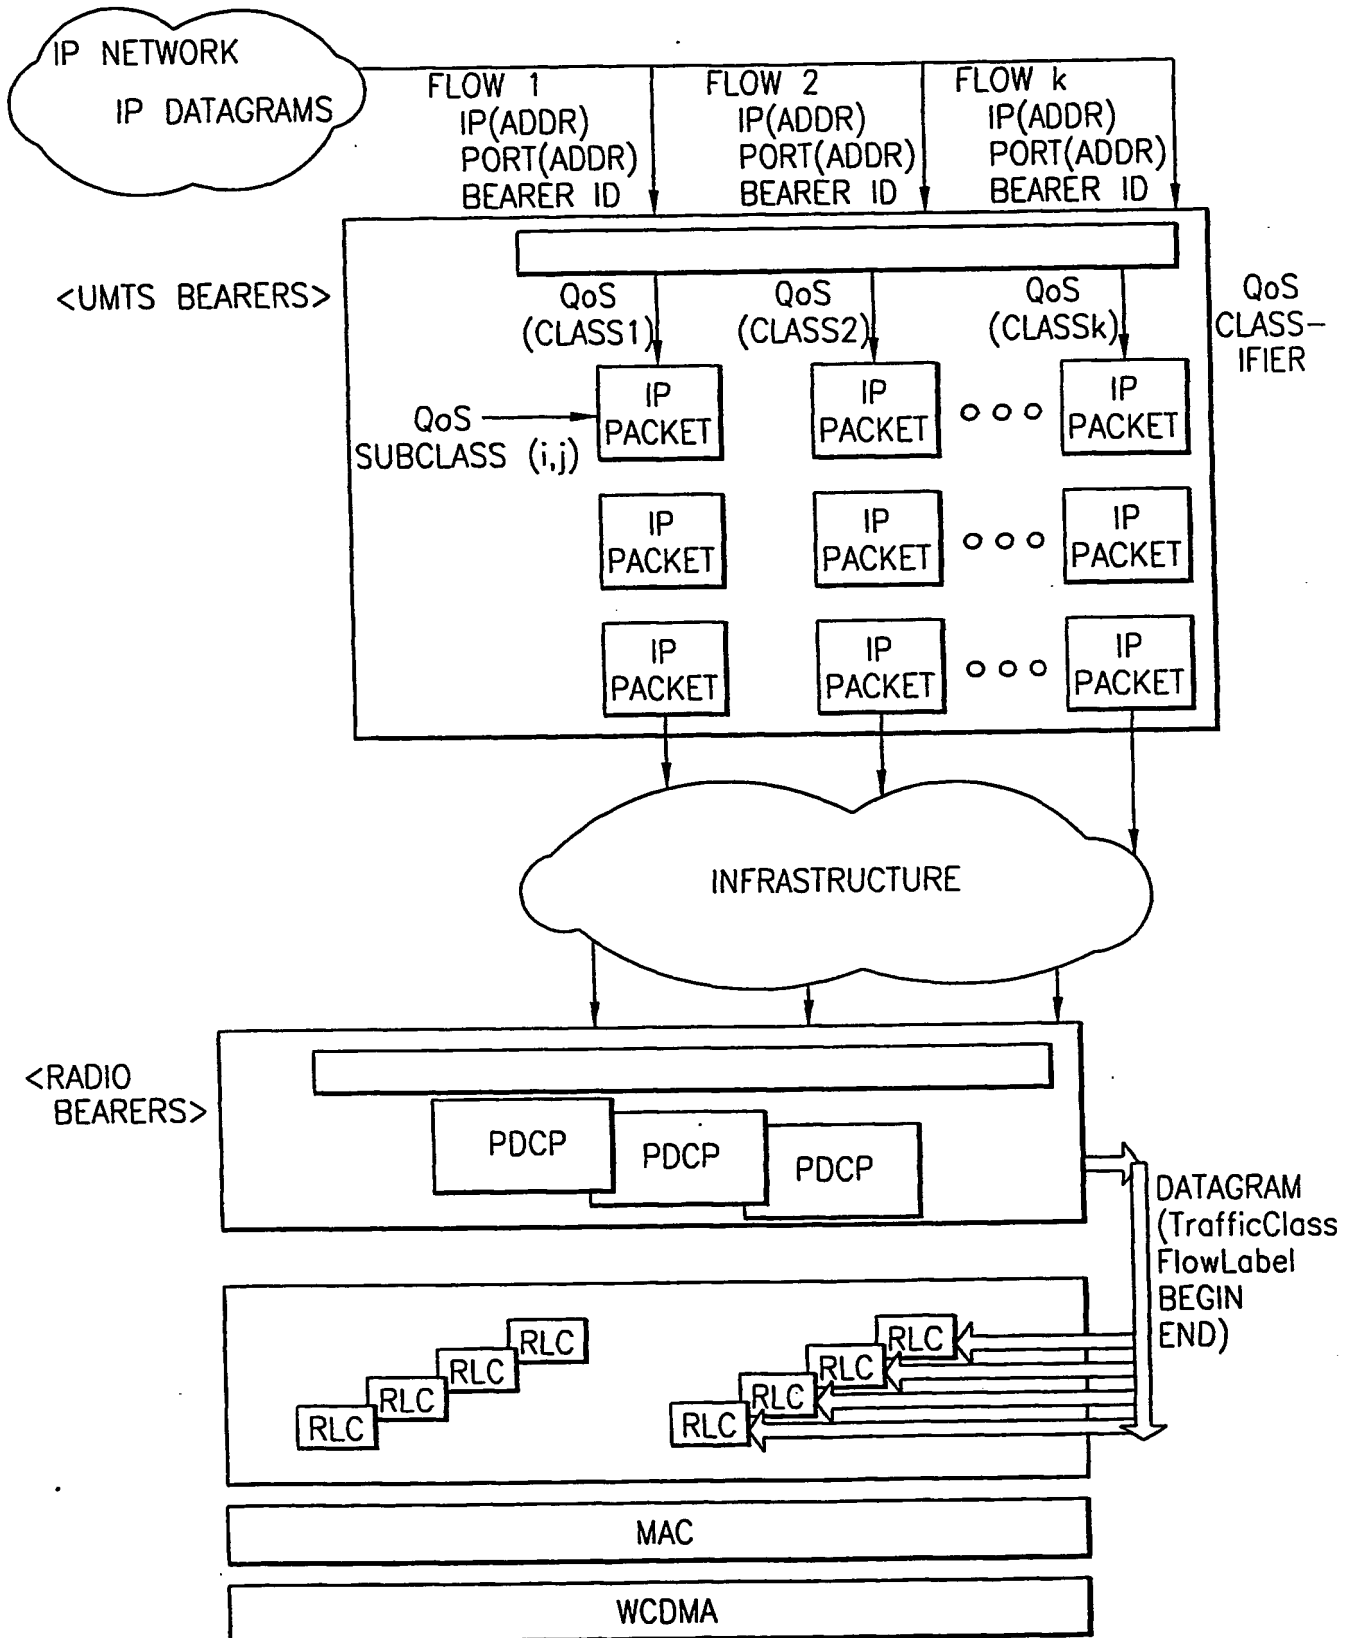 IP NETWORK
IP DATAGRAMS
FLOW 1
IP(ADDR)
PORT(ADDR)
BEARER ID
FLOW 2
IP(ADDR)
PORT(ADDR)
BEARER ID
FLOW k
IP(ADDR)
PORT(ADDR)
BEARER ID
<UMTS BEARERS>
QoS
(CLASS1)
QoS
(CLASS2)
QoS
(CLASSk)
QoS
CLASS-
IFIER
QoS
SUBCLASS (i,j)
IP
PACKET
IP
PACKET
IP
PACKET
IP
PACKET
IP
PACKET
IP
PACKET
IP
PACKET
IP
PACKET
IP
PACKET
INFRASTRUCTURE
<RADIO
BEARERS>
PDCP
PDCP
PDCP
DATAGRAM
(TrafficClass
FlowLabel
BEGIN
END)
RLC
RLC
RLC
RLC
RLC
RLC
RLC
RLC
MAC
WCDMA